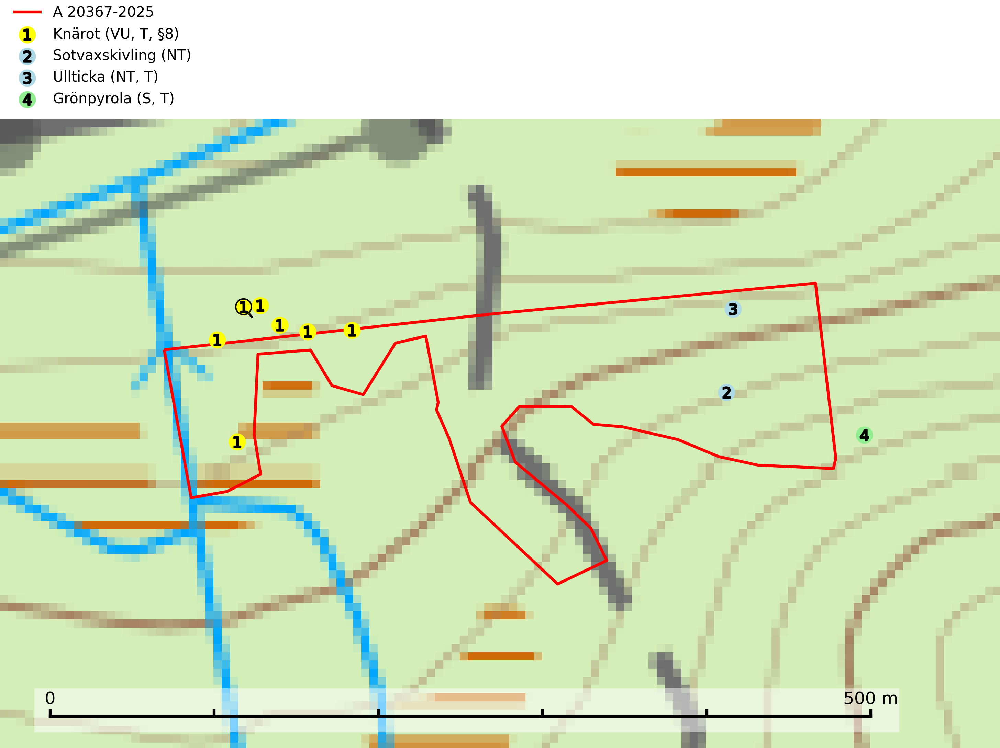 A 20367-2025
1 Knärot (VU, T, §8)
2 Sotvaxskivling (NT)
3 Ullticka (NT, T)
4 Grönpyrola (S, T)
1 1
3
1
1 1
1
2
4
1
0 500 m